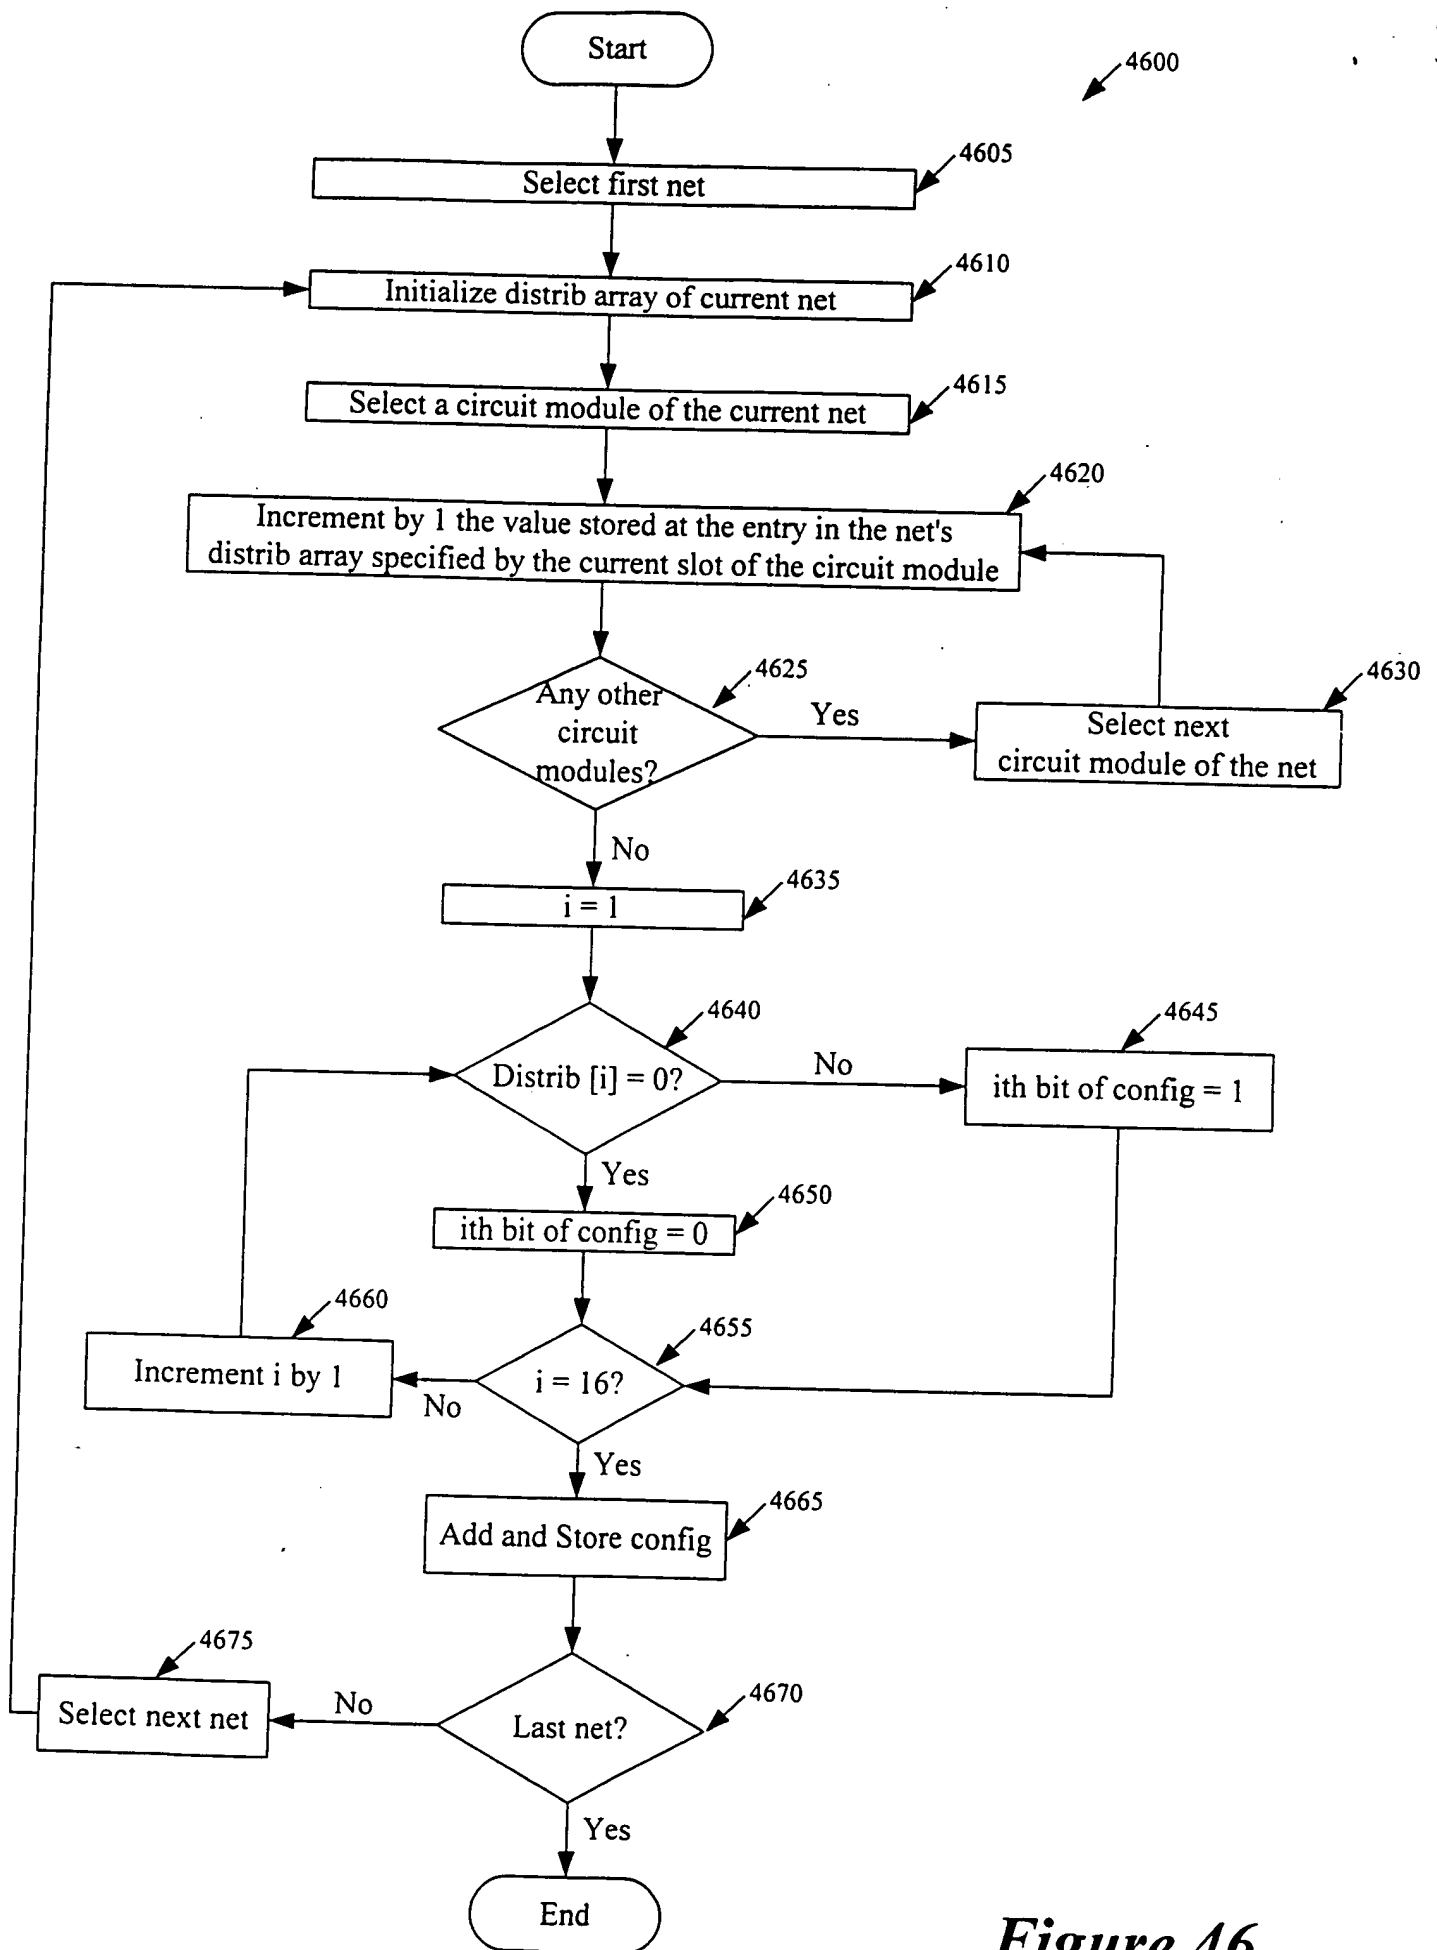 Start
4600
4605
Select first net
4610
Initialize distrib array of current net
4615
Select a circuit module of the current net
4620
Increment by 1 the value stored at the entry in the net's
distrib array specified by the current slot of the circuit module
4625
4630
Any other
circuit
modules?
Yes
Select next
circuit module of the net
No
4635
i = 1
4640
4645
Distrib [i] = 0?
No
ith bit of config = 1
Yes
4650
ith bit of config = 0
4660
4655
Increment i by 1
i = 16?
No
Yes
4665
Add and Store config
4675
4670
Select next net
No
Last net?
Yes
End
Figure 46